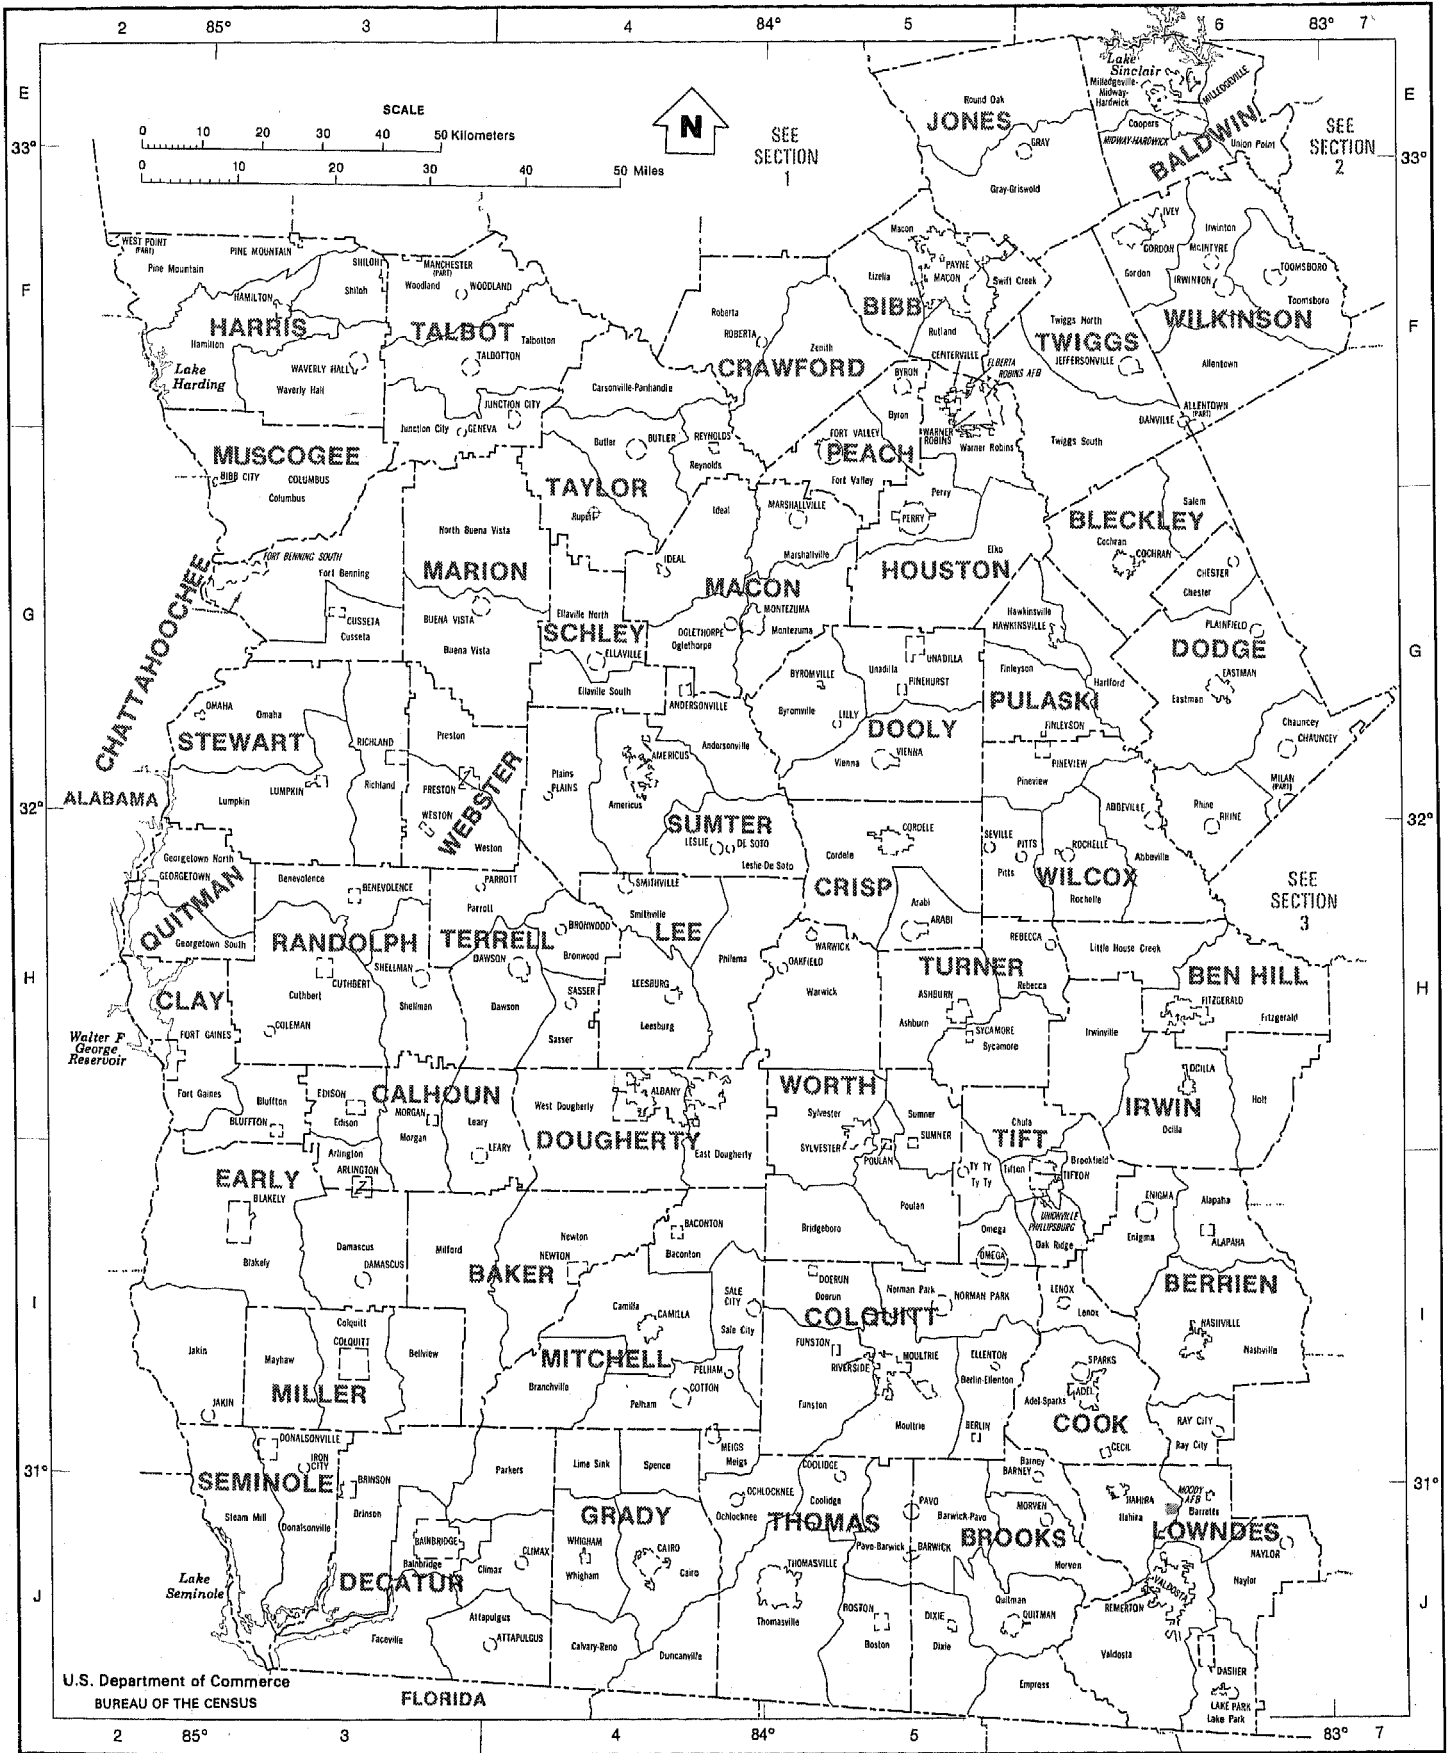 2 85° 3 4 84° 5 6 83° 7
E
E
SCALE
0 10 20 30 40 50 Kilometers
0 10 20 30 40 50 Miles
N
SEE
SECTION
1
SEE
SECTION
2
33°
33°
Lake
Sinclair
Milledgeville-
Midway-
Hardwick
MILLEDGEVILLE
Round Oak
JONES
GRAY
Gray-Griswold
Coopers
MIDWAY-HARDWICK
BALDWIN
Union Point
WEST POINT
(PART)
PINE MOUNTAIN
Pine Mountain
SHILOH
Shiloh
HAMILTON
HARRIS
Hamilton
WAVERLY HALL
Waverly Hall
Lake
Harding
MANCHESTER
(PART)
Woodland
WOODLAND
TALBOT
Talbotton
TALBOTTON
JUNCTION CITY
Junction City
GENEVA
Carsonville-Panhandle
Roberta
ROBERTA
Zenith
CRAWFORD
Macon
Lizella
PAYNE
MACON
BIBB
Swift Creek
Rutland
IVEY
GORDON
Gordon
Irwinton
McINTYRE
IRWINTON
TOOMSBORO
Toomsboro
WILKINSON
Allentown
Twiggs North
TWIGGS
JEFFERSONVILLE
DANVILLE
ALLENTOWN
(PART)
Twiggs South
F
F
CENTERVILLE
ELBERTA
ROBINS AFB
BYRON
Byron
FORT VALLEY
PEACH
Fort Valley
WARNER
ROBINS
Warner Robins
Perry
PERRY
MUSCOGEE
BIBB CITY
COLUMBUS
Columbus
Butler
BUTLER
REYNOLDS
Reynolds
TAYLOR
Rupert
Ideal
IDEAL
MARSHALLVILLE
Marshallville
MACON
MONTEZUMA
Montezuma
OGLETHORPE
Oglethorpe
Elko
HOUSTON
BLECKLEY
Salem
Cochran
COCHRAN
CHESTER
Chester
PLAINFIELD
DODGE
EASTMAN
Eastman
Chauncey
CHAUNCEY
MILAN
(PART)
Rhine
RHINE
North Buena Vista
MARION
BUENA VISTA
Buena Vista
FORT BENNING SOUTH
Fort Benning
CUSSETA
Cusseta
CHATTAHOOCHEE
Ellaville North
SCHLEY
ELLAVILLE
Ellaville South
Hawkinsville
HAWKINSVILLE
Finleyson
Hartford
PULASKI
FINLEYSON
PINEVIEW
Pineview
G
G
BYROMVILLE
Byromville
Unadilla
UNADILLA
PINEHURST
LILLY
DOOLY
Vienna
VIENNA
ANDERSONVILLE
Andersonville
OMAHA
Omaha
STEWART
RICHLAND
Richland
LUMPKIN
Lumpkin
Preston
PRESTON
WEBSTER
WESTON
Weston
Plains
PLAINS
AMERICUS
Americus
SUMTER
LESLIE
DE SOTO
Leslie-De Soto
ALABAMA
32°
32°
Cordele
CORDELE
CRISP
Arabi
ARABI
SEVILLE
PITTS
Pitts
ROCHELLE
WILCOX
Rochelle
ABBEVILLE
Abbeville
SEE
SECTION
3
Georgetown North
GEORGETOWN
QUITMAN
Georgetown South
Benevolence
BENEVOLENCE
RANDOLPH
SHELLMAN
Shellman
CUTHBERT
Cuthbert
COLEMAN
PARROTT
Parrott
TERRELL
DAWSON
Dawson
BRONWOOD
Bronwood
SASSER
Sasser
SMITHVILLE
Smithville
LEE
LEESBURG
Leesburg
Philema
WARWICK
OAKFIELD
Warwick
TURNER
REBECCA
Rebecca
ASHBURN
Ashburn
SYCAMORE
Sycamore
Little House Creek
BEN HILL
FITZGERALD
Fitzgerald
Irwinville
OCILLA
IRWIN
Ocilla
Holt
H
H
CLAY
FORT GAINES
Fort Gaines
Walter F
George
Reservoir
Bluffton
BLUFFTON
EDISON
Edison
CALHOUN
MORGAN
Morgan
Leary
LEARY
Arlington
ARLINGTON
West Dougherty
ALBANY
DOUGHERTY
East Dougherty
WORTH
Sylvester
SYLVESTER
Sumner
SUMNER
POULAN
Poulan
Bridgeboro
Chula
TIFT
TY TY
Ty Ty
Tifton
TIFTON
Brookfield
UNIONVILLE
PHILLIPSBURG
Omega
OMEGA
Oak Ridge
EARLY
BLAKELY
Blakely
Damascus
DAMASCUS
Milford
Newton
NEWTON
BAKER
BACONTON
Baconton
ENIGMA
Enigma
Alapaha
ALAPAHA
BERRIEN
NASHVILLE
Nashville
I
I
SALE
CITY
Sale City
Camilla
CAMILLA
MITCHELL
Branchville
PELHAM
COTTON
Pelham
DOERUN
Doerun
Norman Park
NORMAN PARK
COLQUITT
FUNSTON
Funston
RIVERSIDE
MOULTRIE
Moultrie
ELLENTON
Berlin-Ellenton
BERLIN
LENOX
Lenox
SPARKS
ADEL
Adel-Sparks
COOK
CECIL
RAY CITY
Ray City
Jakin
JAKIN
Mayhaw
Colquitt
COLQUITT
MILLER
Bellview
31°
31°
DONALSONVILLE
IRON
CITY
SEMINOLE
Steam Mill
Donalsonville
BRINSON
Brinson
Parkers
BAINBRIDGE
Bainbridge
DECATUR
Climax
CLIMAX
Attapulgus
ATTAPULGUS
Faceville
Lime Sink
Spence
GRADY
WHIGHAM
Whigham
CAIRO
Cairo
Calvary-Reno
Duncanville
MEIGS
Meigs
OCHLOCKNEE
Ochlocknee
COOLIDGE
Coolidge
THOMAS
THOMASVILLE
Thomasville
PAVO
Barwick-Pavo
Pavo-Barwick
BARWICK
BOSTON
Boston
DIXIE
Dixie
Barney
BARNEY
MORVEN
BROOKS
Morven
Quitman
QUITMAN
Empress
HAHIRA
Hahira
MOODY
AFB
Barretts
LOWNDES
NAYLOR
Naylor
VALDOSTA
REMERTON
Valdosta
DASHER
LAKE PARK
Lake Park
Lake
Seminole
J
J
U.S. Department of Commerce
BUREAU OF THE CENSUS
FLORIDA
2 85° 3 4 84° 5 83° 7